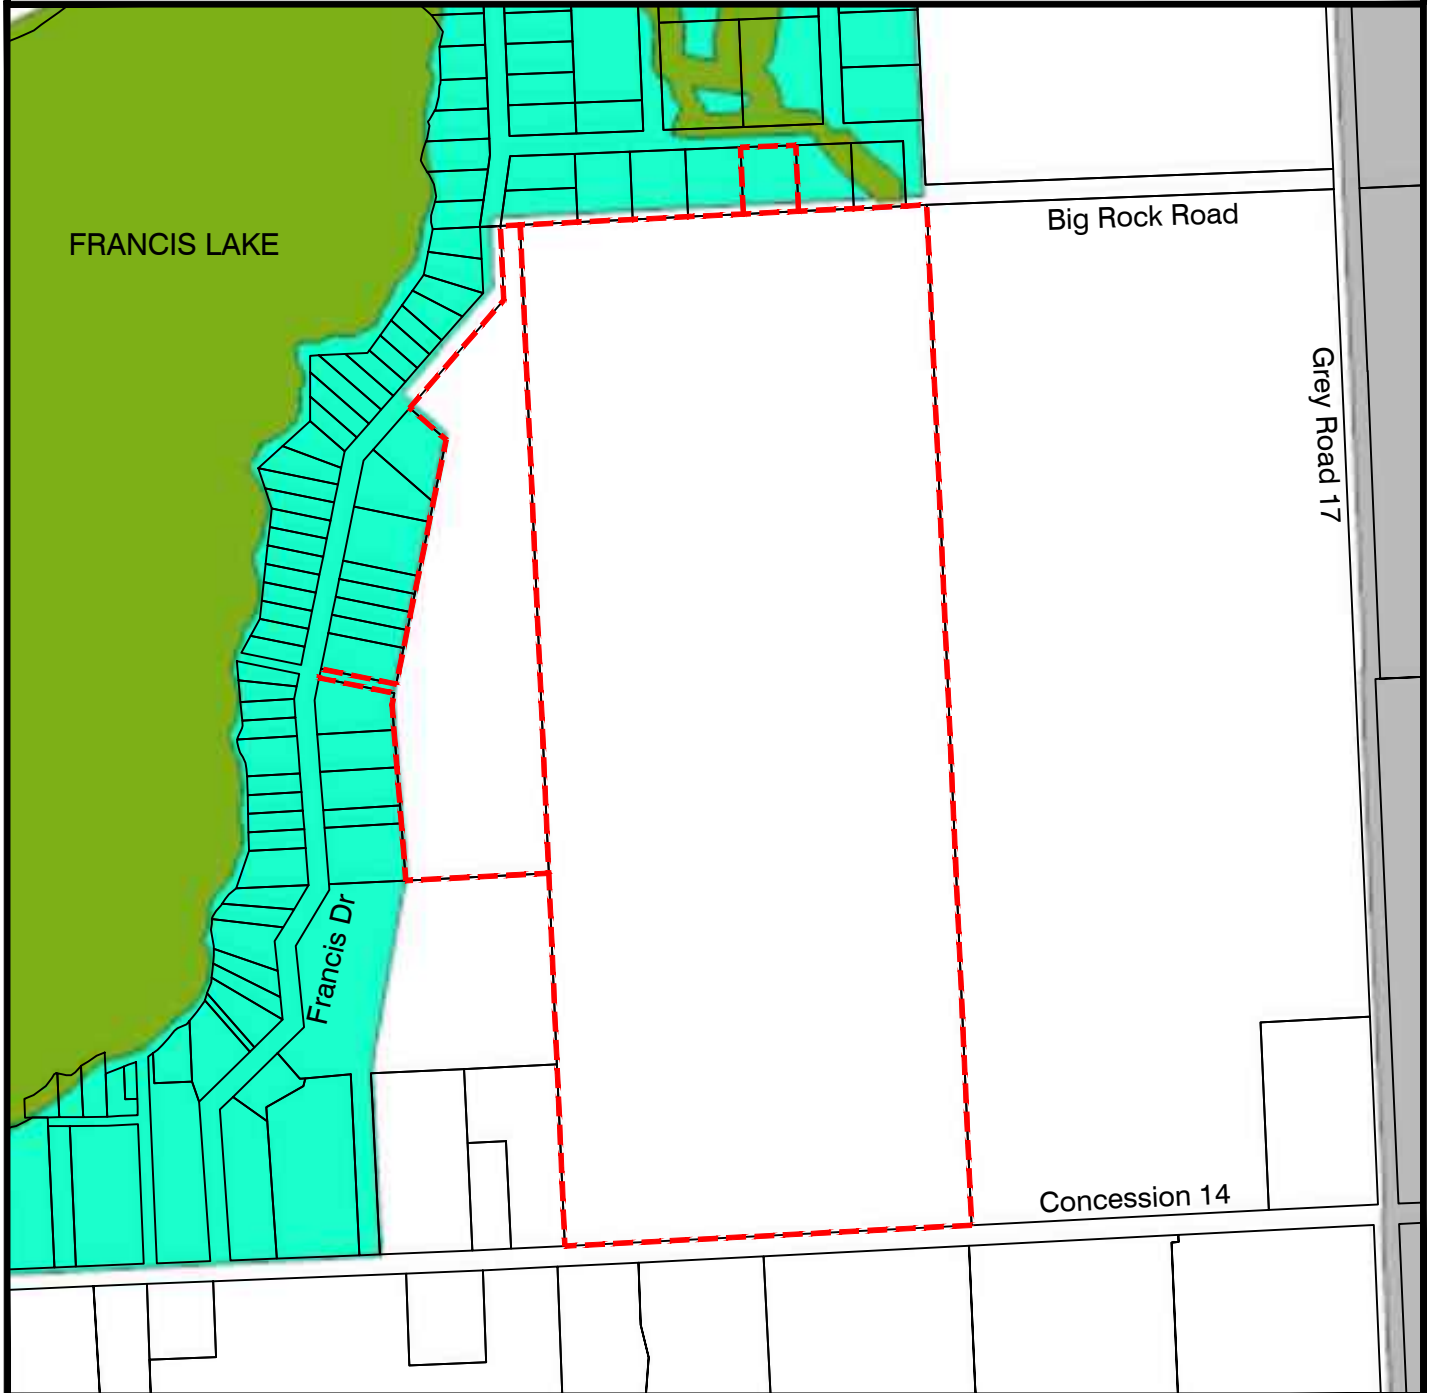 Big Rock Road
FRANCIS LAKE
Grey Road 17
Francis Dr
Concession 14